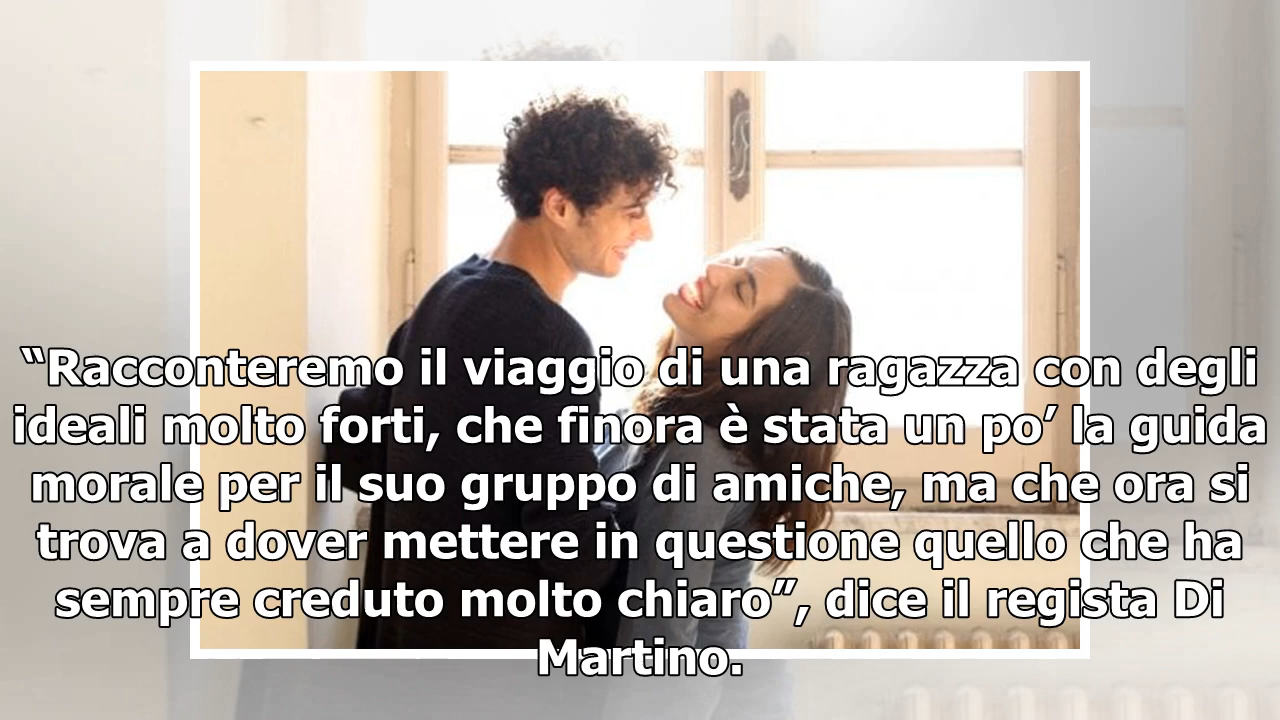 “Racconteremo il viaggio di una ragazza con degli
ideali molto forti, che finora è stata un po’ la guida
morale per il suo gruppo di amiche, ma che ora si
trova a dover mettere in questione quello che ha
sempre creduto molto chiaro”, dice il regista Di
Martino.